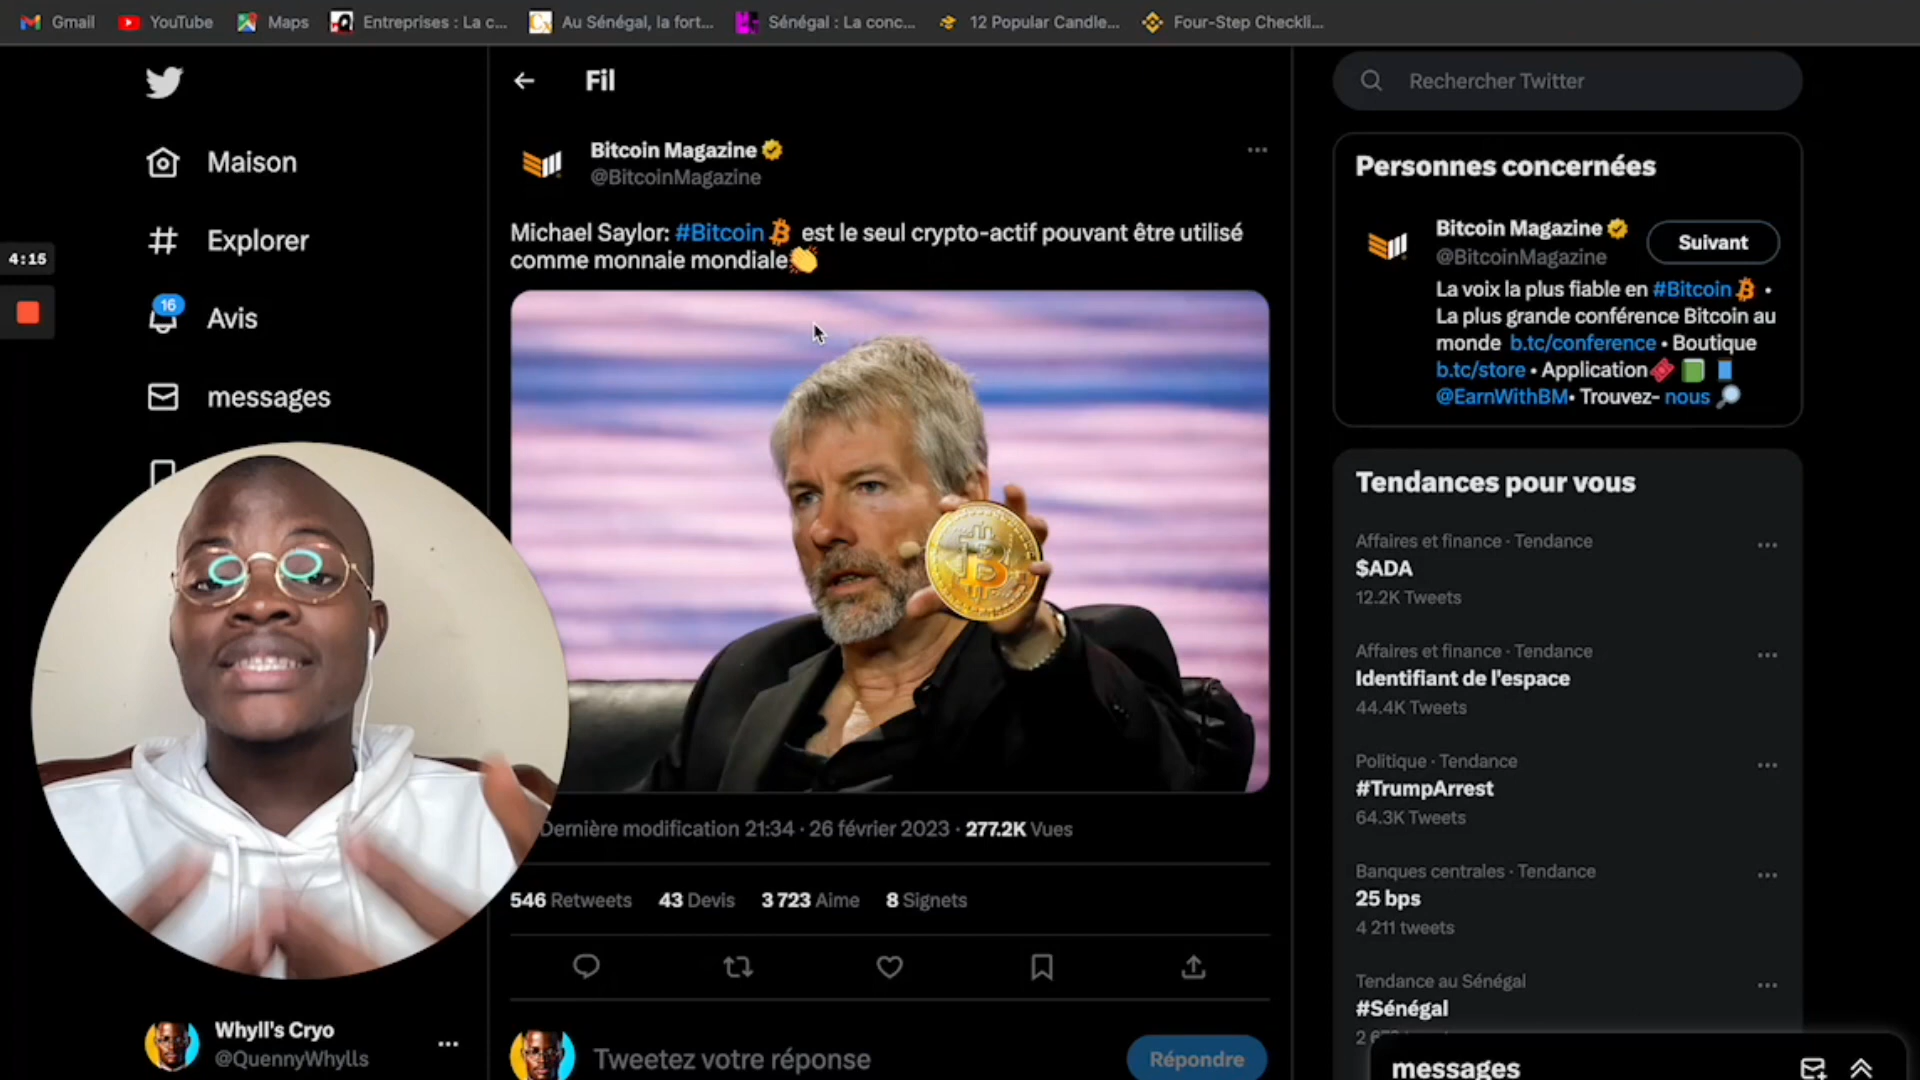 Gmail
YouTube
Maps
Entreprises : La c...
Au Sénégal, la fort...
Sénégal : La conc...
12 Popular Candle...
Four-Step Checkli...
Maison
Explorer
16
Avis
messages
4:15
Fil
Bitcoin Magazine
@BitcoinMagazine
Michael Saylor: #Bitcoin est le seul crypto-actif pouvant être utilisé
comme monnaie mondiale
Dernière modification 21:34 · 26 février 2023 · 277.2K Vues
546 Retweets 43 Devis 3 723 Aime 8 Signets
Tweetez votre réponse
Répondre
Whyll's Cryo
@QuennyWhylls
Rechercher Twitter
Personnes concernées
Bitcoin Magazine
@BitcoinMagazine
Suivant
La voix la plus fiable en #Bitcoin •
La plus grande conférence Bitcoin au
monde b.tc/conference • Boutique
b.tc/store • Application
@EarnWithBM• Trouvez- nous
Tendances pour vous
Affaires et finance · Tendance
$ADA
12.2K Tweets
Affaires et finance · Tendance
Identifiant de l'espace
44.4K Tweets
Politique · Tendance
#TrumpArrest
64.3K Tweets
Banques centrales · Tendance
25 bps
4 211 tweets
Tendance au Sénégal
#Sénégal
messages